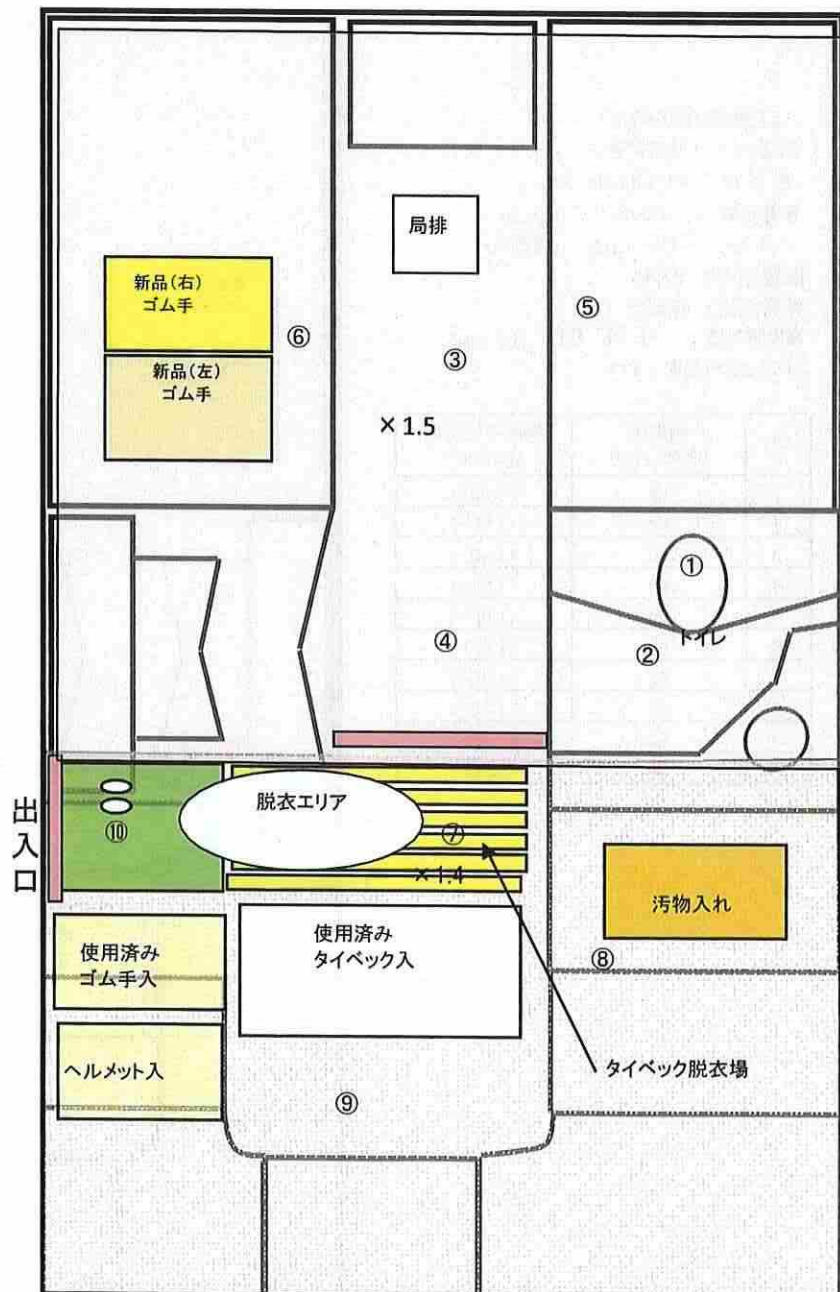 局排
新品(右)
ゴム手
⑥
③
⑤
新品(左)
ゴム手
× 1.5
①
トイレ
④
②
出入口
⑩
脱衣エリア
⑦
×1.4
使用済み
ゴム手入
使用済み
タイベック入
汚物入れ
⑧
ヘルメット入
タイベック脱衣場
⑨